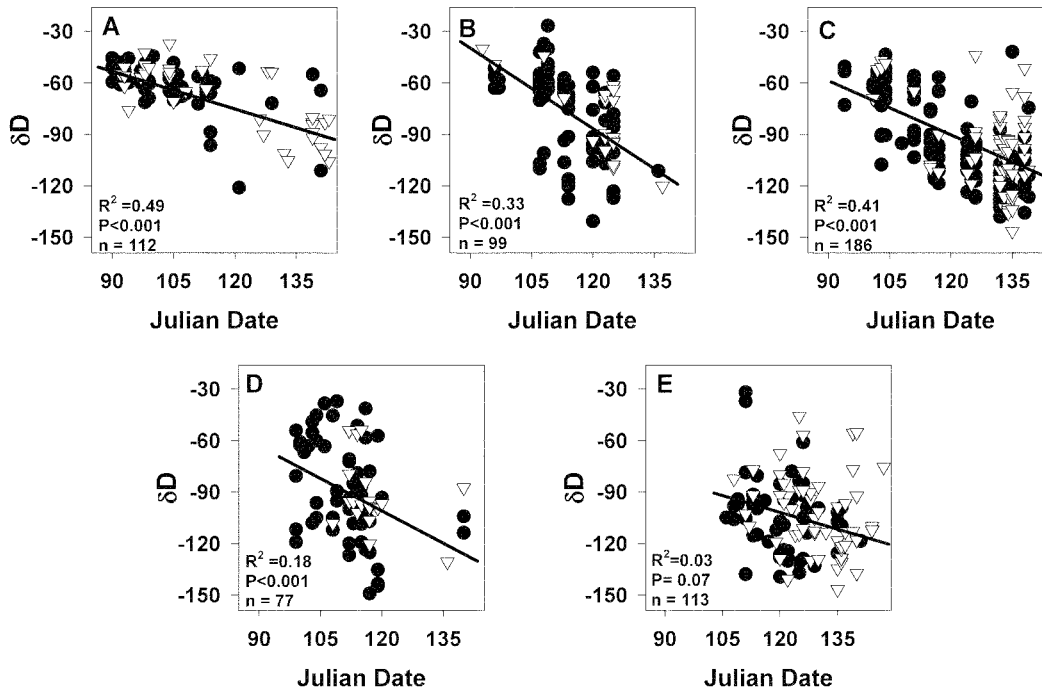 A
-30
-60
-90
-120
-150
δD
R² =0.49
P<0.001
n = 112
90 105 120 135
Julian Date
B
-30
-60
-90
-120
-150
δD
R² =0.33
P<0.001
n = 99
90 105 120 135
Julian Date
C
-30
-60
-90
-120
-150
δD
R² =0.41
P<0.001
n = 186
90 105 120 135
Julian Date
D
-30
-60
-90
-120
-150
δD
R² =0.18
P<0.001
n = 77
90 105 120 135
Julian Date
E
-30
-60
-90
-120
-150
δD
R²=0.03
P= 0.07
n = 113
90 105 120 135
Julian Date